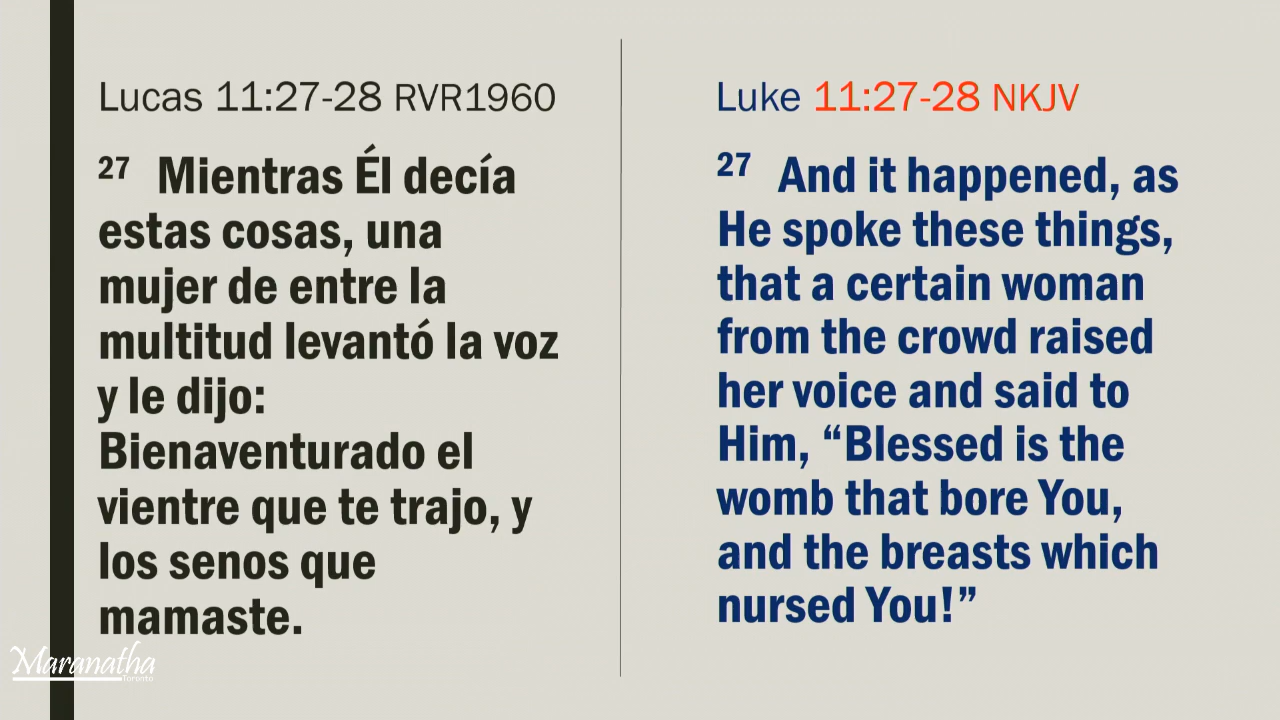 Lucas 11:27-28 RVR1960
27 Mientras Él decía
estas cosas, una
mujer de entre la
multitud levantó la voz
y le dijo:
Bienaventurado el
vientre que te trajo, y
los senos que
mamaste.
Luke 11:27-28 NKJV
27 And it happened, as
He spoke these things,
that a certain woman
from the crowd raised
her voice and said to
Him, “Blessed is the
womb that bore You,
and the breasts which
nursed You!”
Maranatha
Toronto